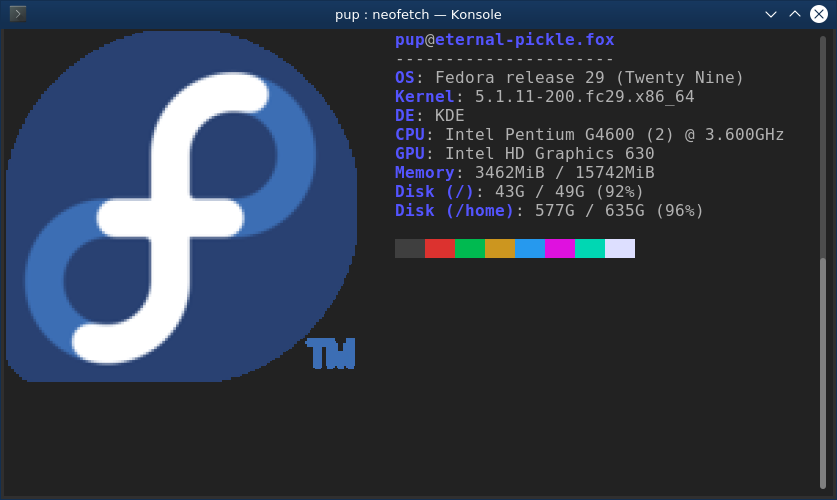 pup : neofetch — Konsole
pup@eternal-pickle.fox
----------------------
OS: Fedora release 29 (Twenty Nine)
Kernel: 5.1.11-200.fc29.x86_64
DE: KDE
CPU: Intel Pentium G4600 (2) @ 3.600GHz
GPU: Intel HD Graphics 630
Memory: 3462MiB / 15742MiB
Disk (/): 43G / 49G (92%)
Disk (/home): 577G / 635G (96%)
TM